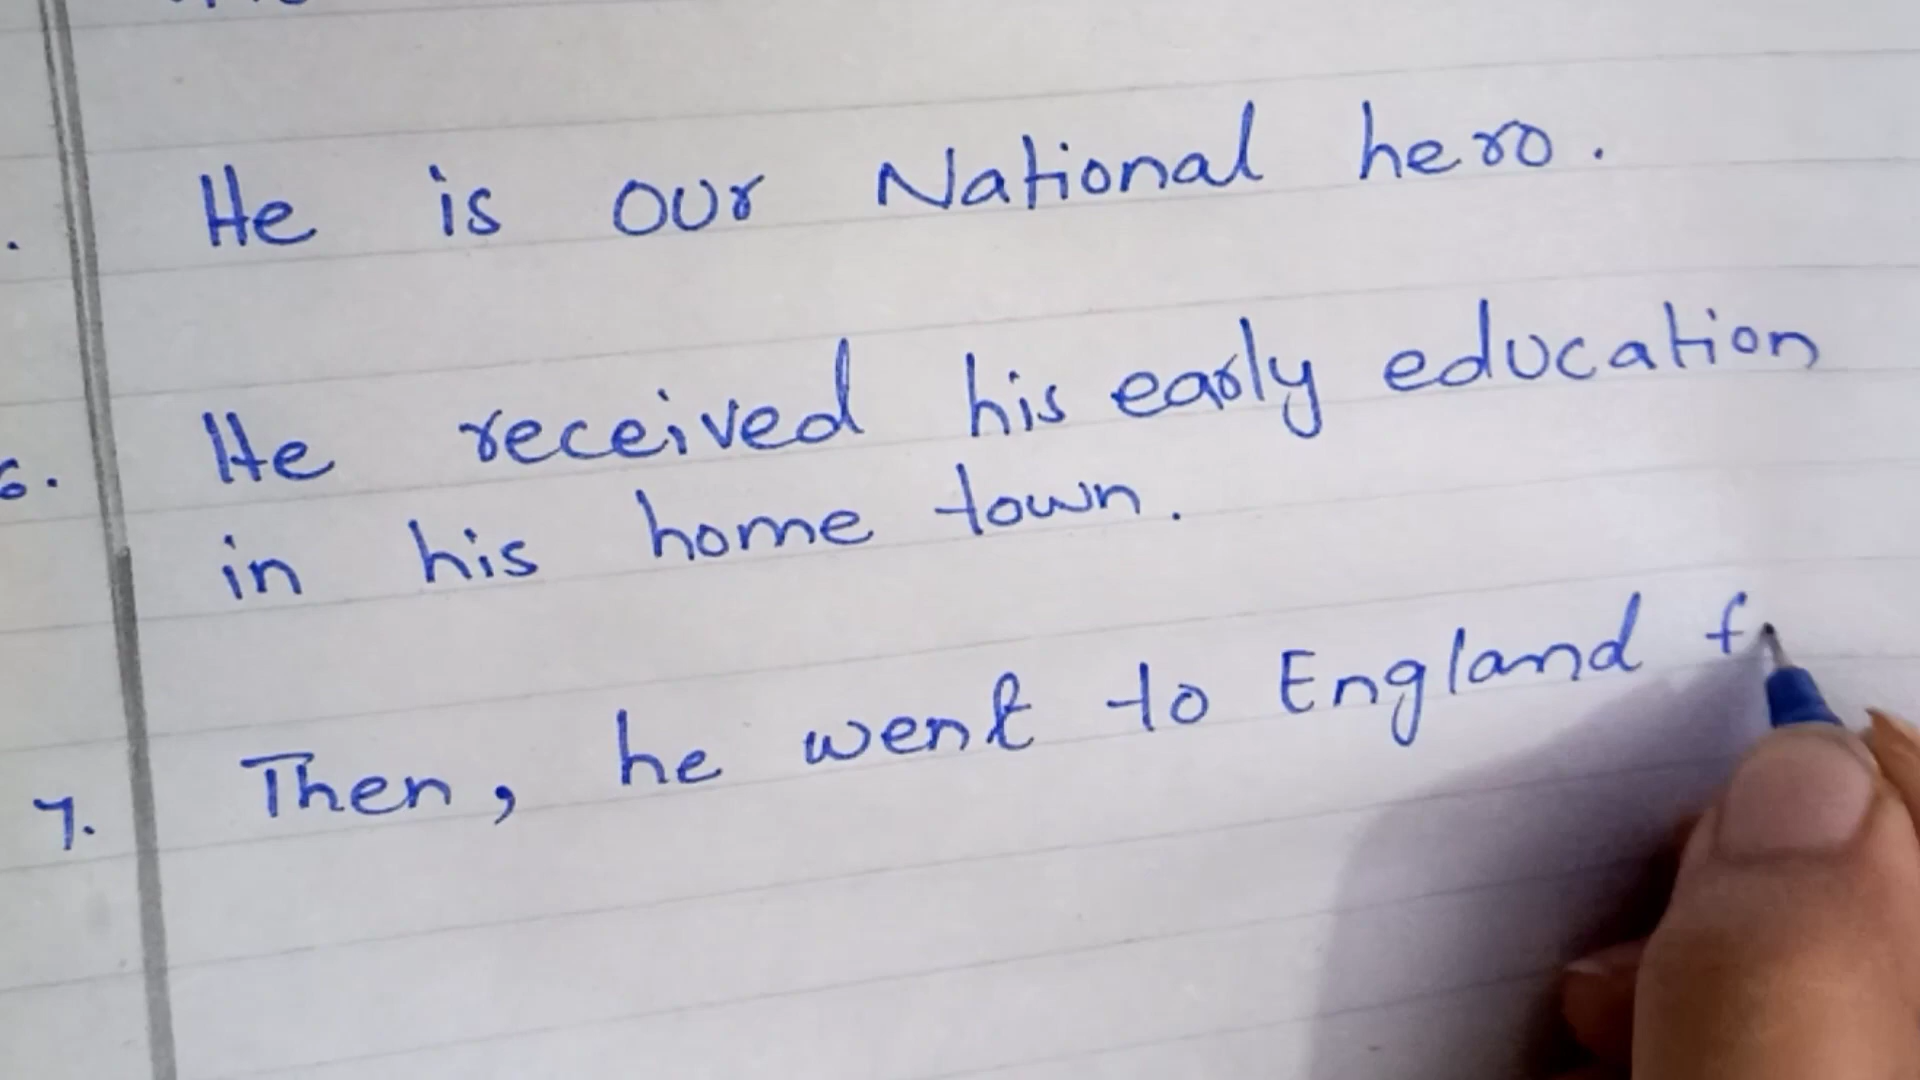 . He is our National hero.
6. He received his early education
in his home town.
7. Then, he went to England f